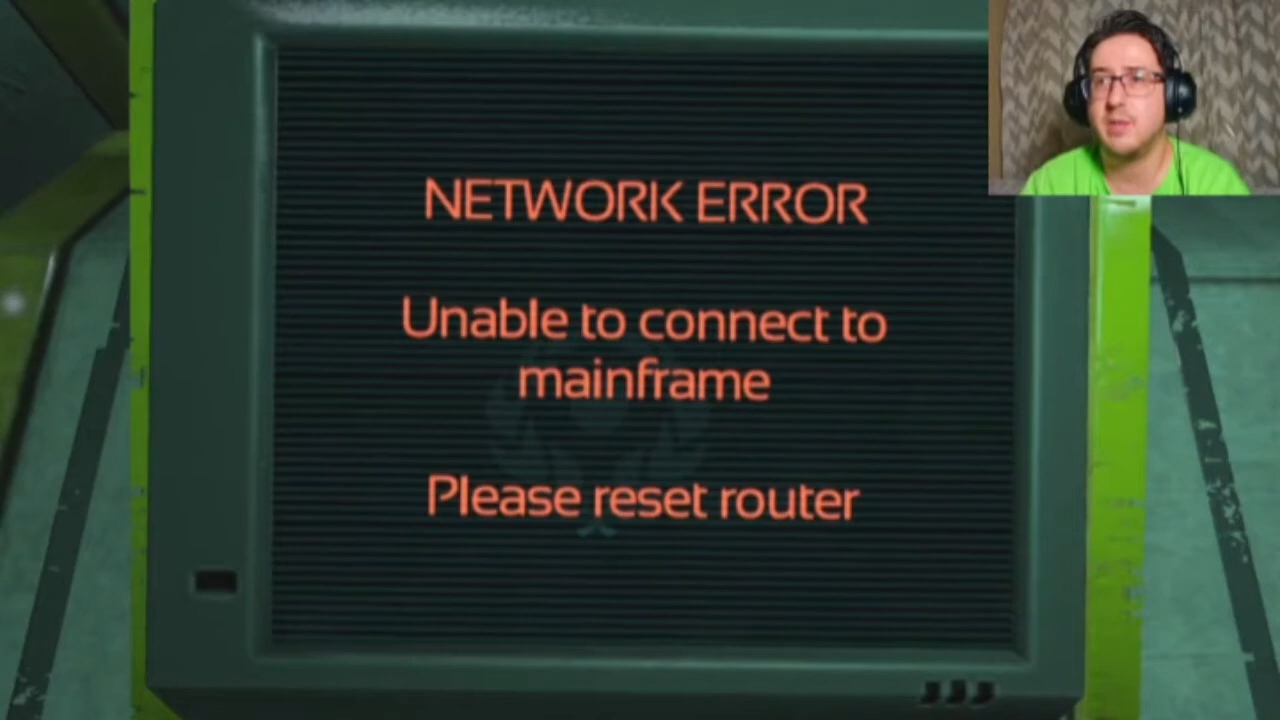 NETWORK ERROR
Unable to connect to
mainframe
Please reset router